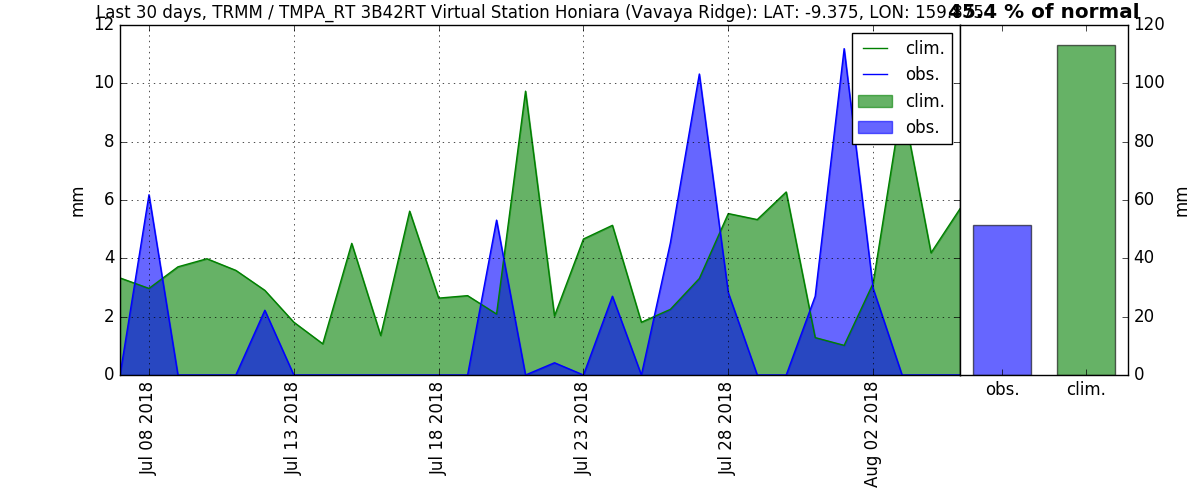 Last 30 days, TRMM / TMPA_RT 3B42RT Virtual Station Honiara (Vavaya Ridge): LAT: -9.375, LON:
45.4 % of normal
12
10
8
6
4
2
0
mm
clim.
obs.
clim.
obs.
120
100
80
60
40
20
0
mm
obs.
clim.
Jul 08 2018
Jul 13 2018
Jul 18 2018
Jul 23 2018
Jul 28 2018
Aug 02 2018